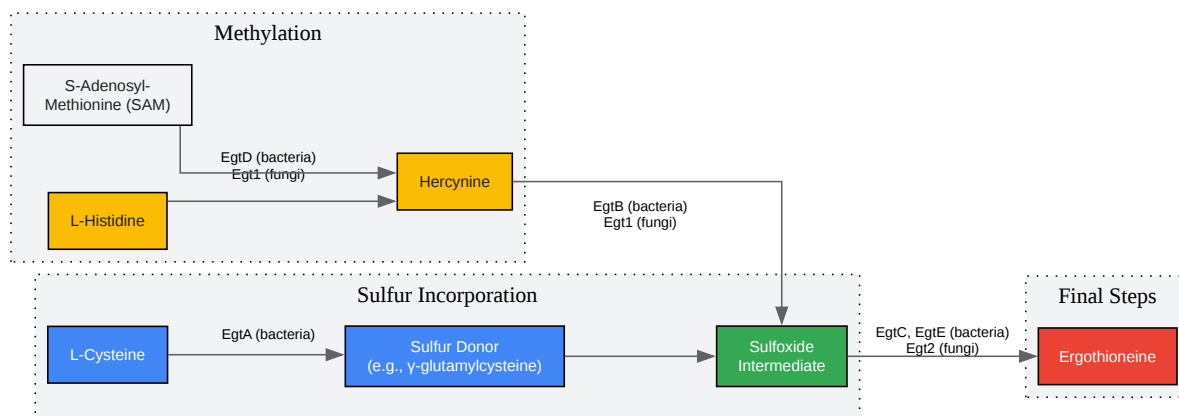 Methylation
S-Adenosyl-
Methionine (SAM)
EgtD (bacteria)
Egt1 (fungi)
Hercynine
L-Histidine
EgtB (bacteria)
Egt1 (fungi)
Sulfur Incorporation
Final Steps
L-Cysteine
EgtA (bacteria)
Sulfur Donor
(e.g., γ-glutamylcysteine)
Sulfoxide
Intermediate
EgtC, EgtE (bacteria)
Egt2 (fungi)
Ergothioneine